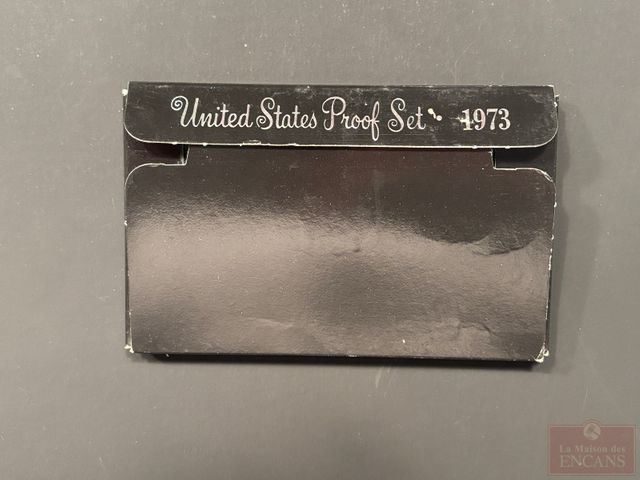 United States Proof Set 1973
La Maison des
ENCANS